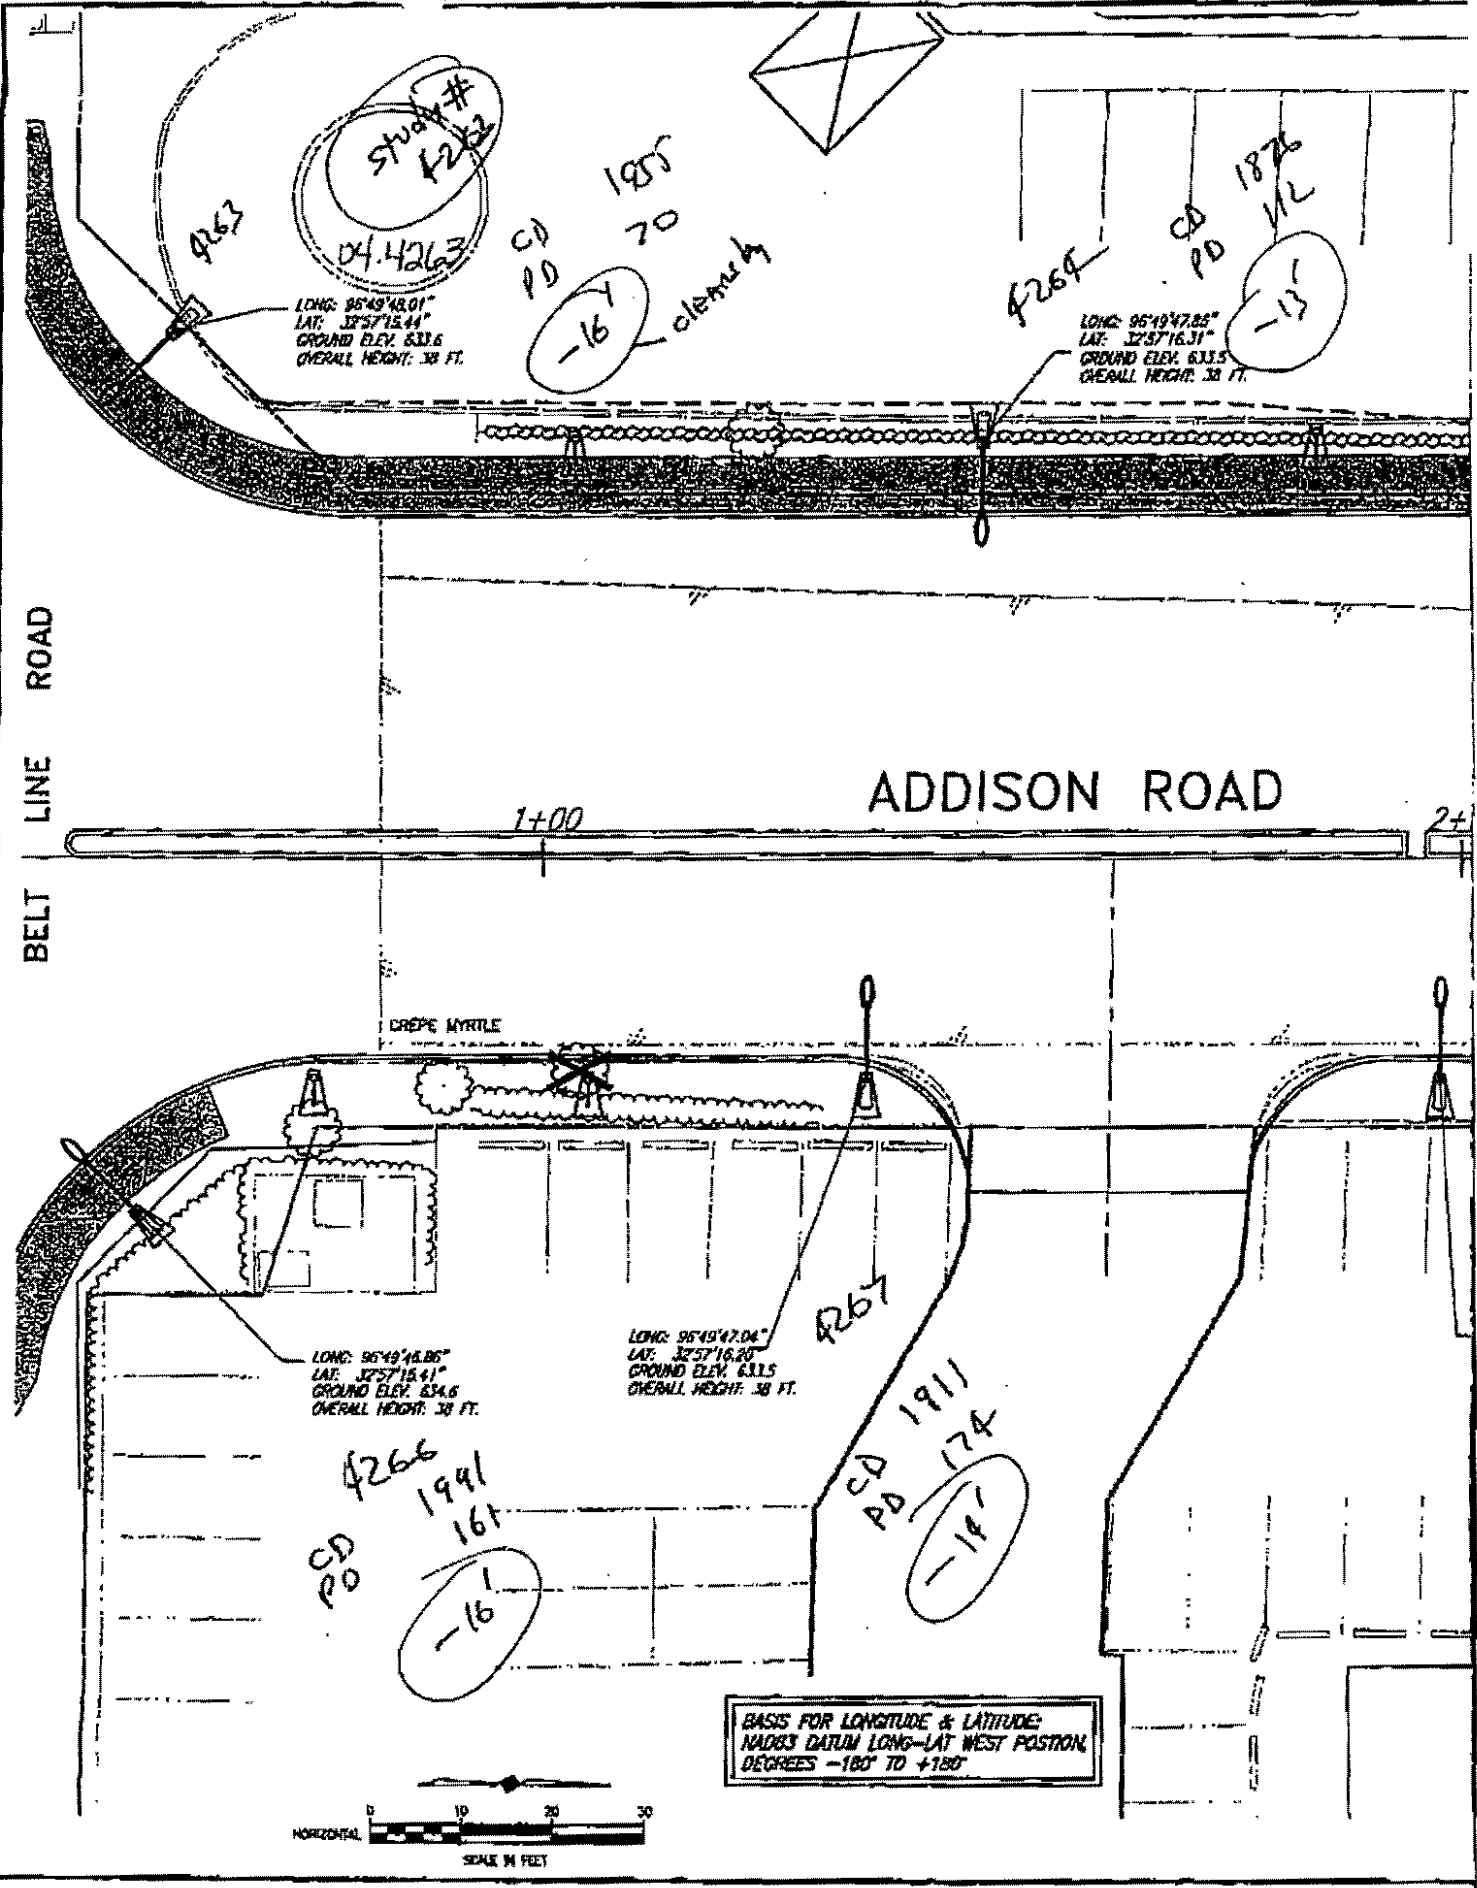 study #
4262
1955
70
CD
PD
-16'
cleans by
4263
04.4263
LONG: 96°49'48.01"
LAT: 32°57'15.44"
GROUND ELEV. 633.6
OVERALL HEIGHT: 38 FT.
1876
112
CD
PD
-13'
4264
LONG: 96°49'47.85"
LAT: 32°57'16.31"
GROUND ELEV. 633.5
OVERALL HEIGHT: 38 FT.
BELT LINE ROAD
ADDISON ROAD
1+00
2+
CREPE MYRTLE
LONG: 96°49'46.86"
LAT: 32°57'15.41"
GROUND ELEV. 634.6
OVERALL HEIGHT: 38 FT.
LONG: 96°49'47.04"
LAT: 32°57'16.20"
GROUND ELEV. 633.5
OVERALL HEIGHT: 38 FT.
4267
1911
174
CD
PD
-14'
4266
1991
161
CD
PD
-16'
BASIS FOR LONGITUDE & LATITUDE:
NAD83 DATUM LONG-LAT WEST POSTION,
DEGREES -180° TO +180°
0 10 20 30
HORIZONTAL
SCALE IN FEET